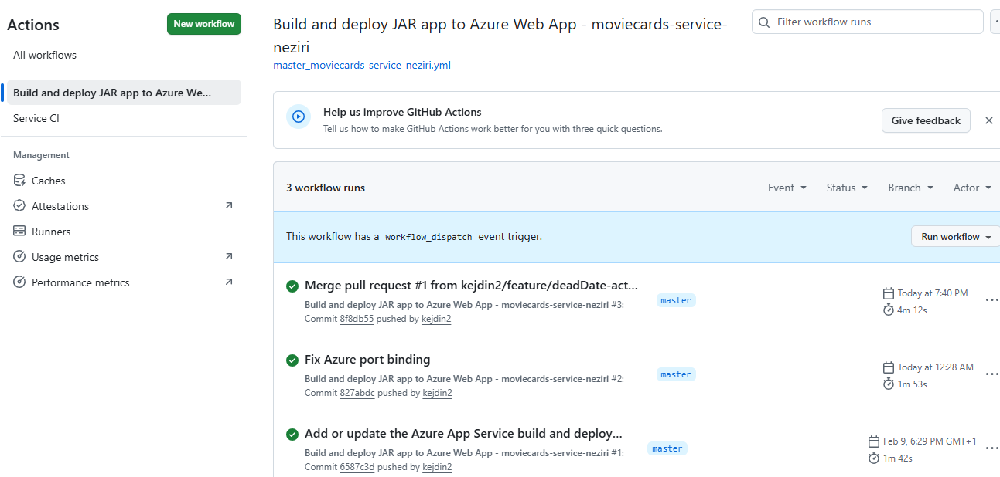 Actions
New workflow
All workflows
Build and deploy JAR app to Azure We...
Service CI
Management
Caches
Attestations
Runners
Usage metrics
Performance metrics
Build and deploy JAR app to Azure Web App - moviecards-service-
neziri
master_moviecards-service-neziri.yml
Filter workflow runs
Help us improve GitHub Actions
Tell us how to make GitHub Actions work better for you with three quick questions.
Give feedback
3 workflow runs
Event
Status
Branch
Actor
This workflow has a workflow_dispatch event trigger.
Run workflow
Merge pull request #1 from kejdin2/feature/deadDate-act...
Build and deploy JAR app to Azure Web App - moviecards-service-neziri #3:
Commit 8f8db55 pushed by kejdin2
master
Today at 7:40 PM
4m 12s
Fix Azure port binding
Build and deploy JAR app to Azure Web App - moviecards-service-neziri #2:
Commit 827abdc pushed by kejdin2
master
Today at 12:28 AM
1m 53s
Add or update the Azure App Service build and deploy...
Build and deploy JAR app to Azure Web App - moviecards-service-neziri #1:
Commit 6587c3d pushed by kejdin2
master
Feb 9, 6:29 PM GMT+1
1m 42s